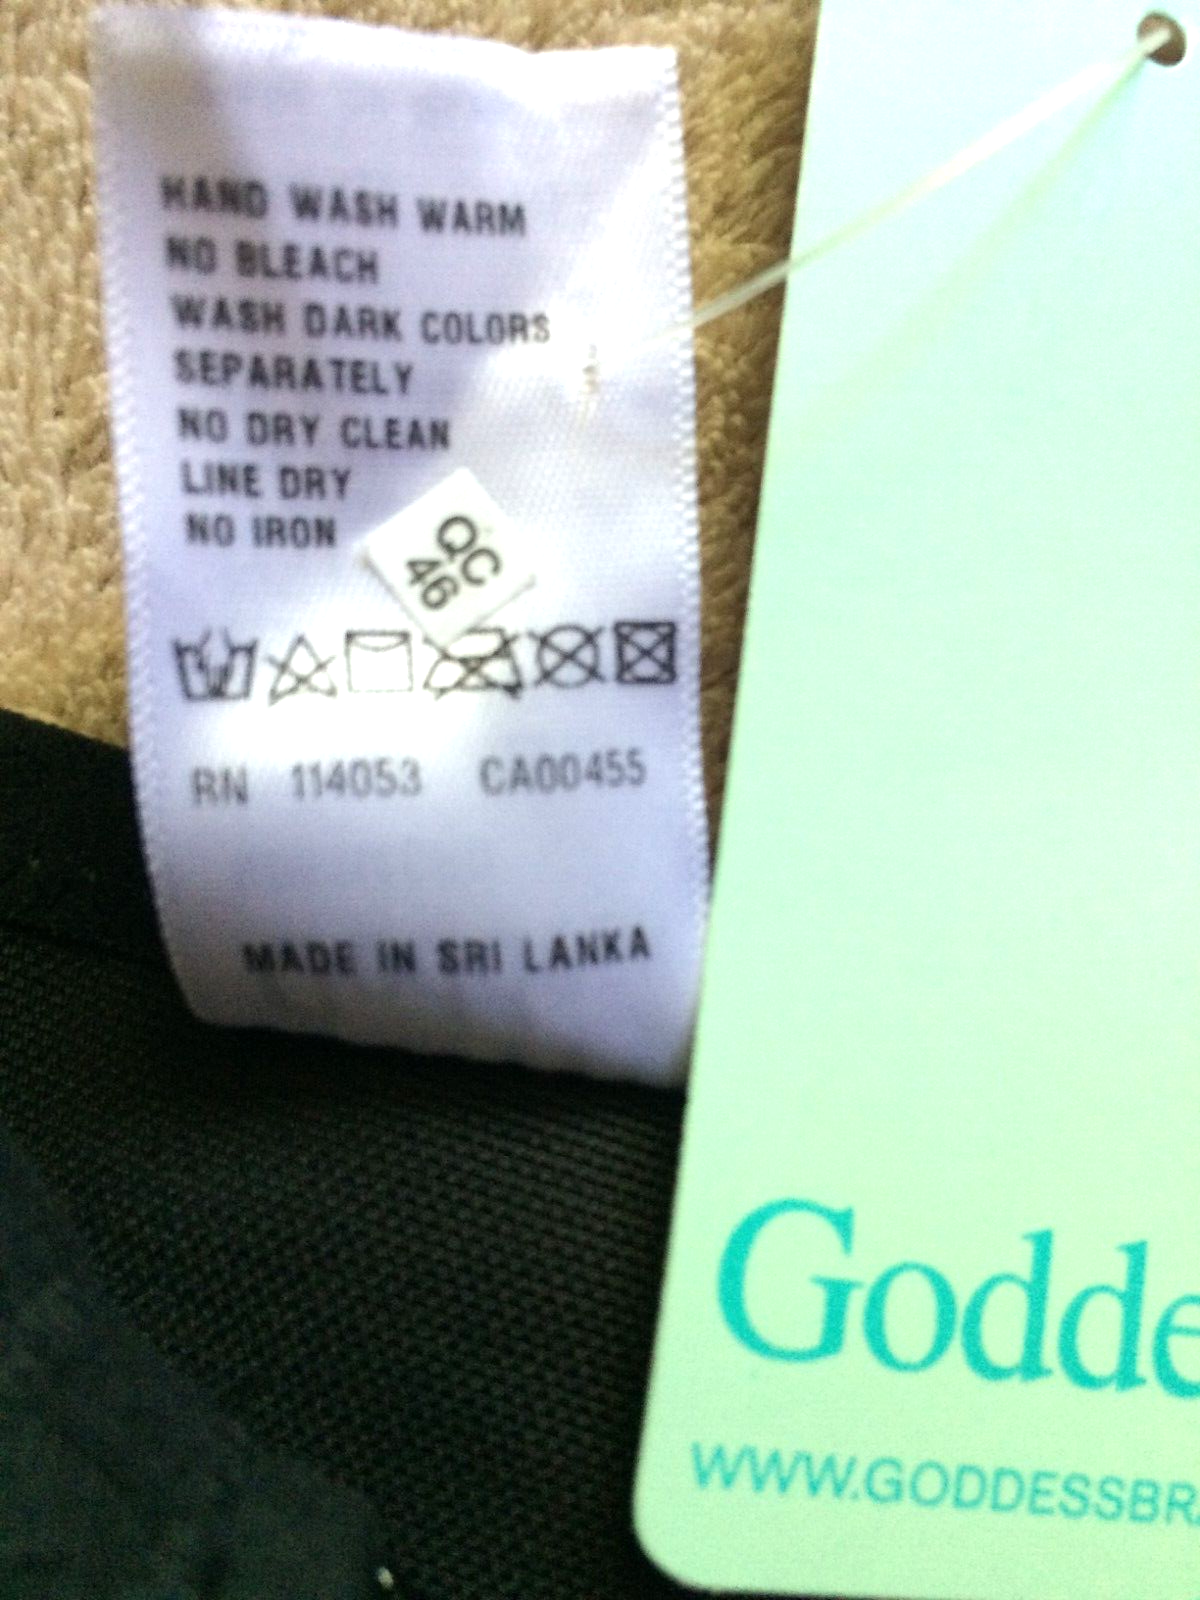 HAND WASH WARM
NO BLEACH
WASH DARK COLORS
SEPARATELY
NO DRY CLEAN
LINE DRY
NO IRON
QC
46
RN 114053 CA00455
MADE IN SRI LANKA
Godde
WWW.GODDESSBRA